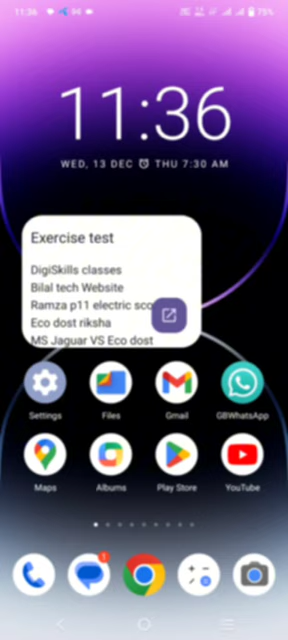 11:36
75%
11:36
WED, 13 DEC THU 7:30 AM
Exercise test
DigiSkills classes
Bilal tech Website
Ramza p11 electric sco
Eco dost riksha
MS Jaguar VS Eco dost
Settings Files Gmail GBWhatsApp
Maps Albums Play Store YouTube
1